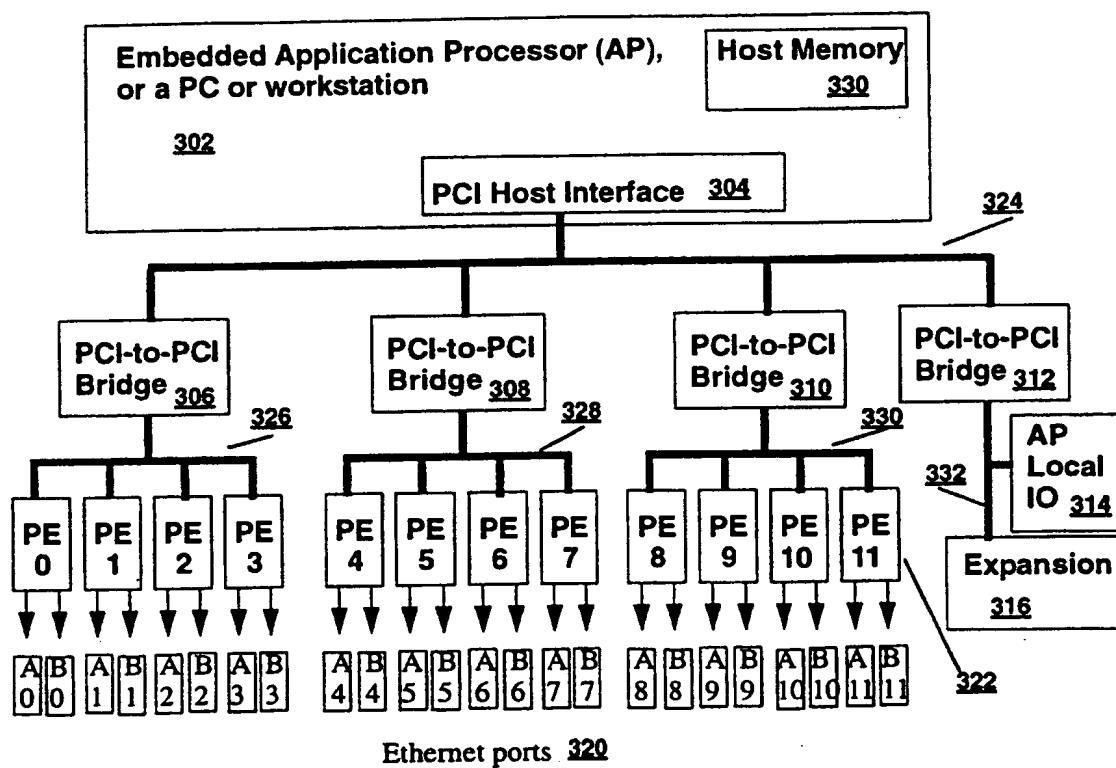 Embedded Application Processor (AP),
or a PC or workstation
302
Host Memory
330
PCI Host Interface 304
324
PCI-to-PCI
Bridge 306
PCI-to-PCI
Bridge 308
PCI-to-PCI
Bridge 310
PCI-to-PCI
Bridge 312
326
328
330
332
AP
Local
IO 314
Expansion
316
PE
0
PE
1
PE
2
PE
3
PE
4
PE
5
PE
6
PE
7
PE
8
PE
9
PE
10
PE
11
322
A
0
B
0
A
1
B
1
A
2
B
2
A
3
B
3
A
4
B
4
A
5
B
5
A
6
B
6
A
7
B
7
A
8
B
8
A
9
B
9
A
10
B
10
A
11
B
11
Ethernet ports 320